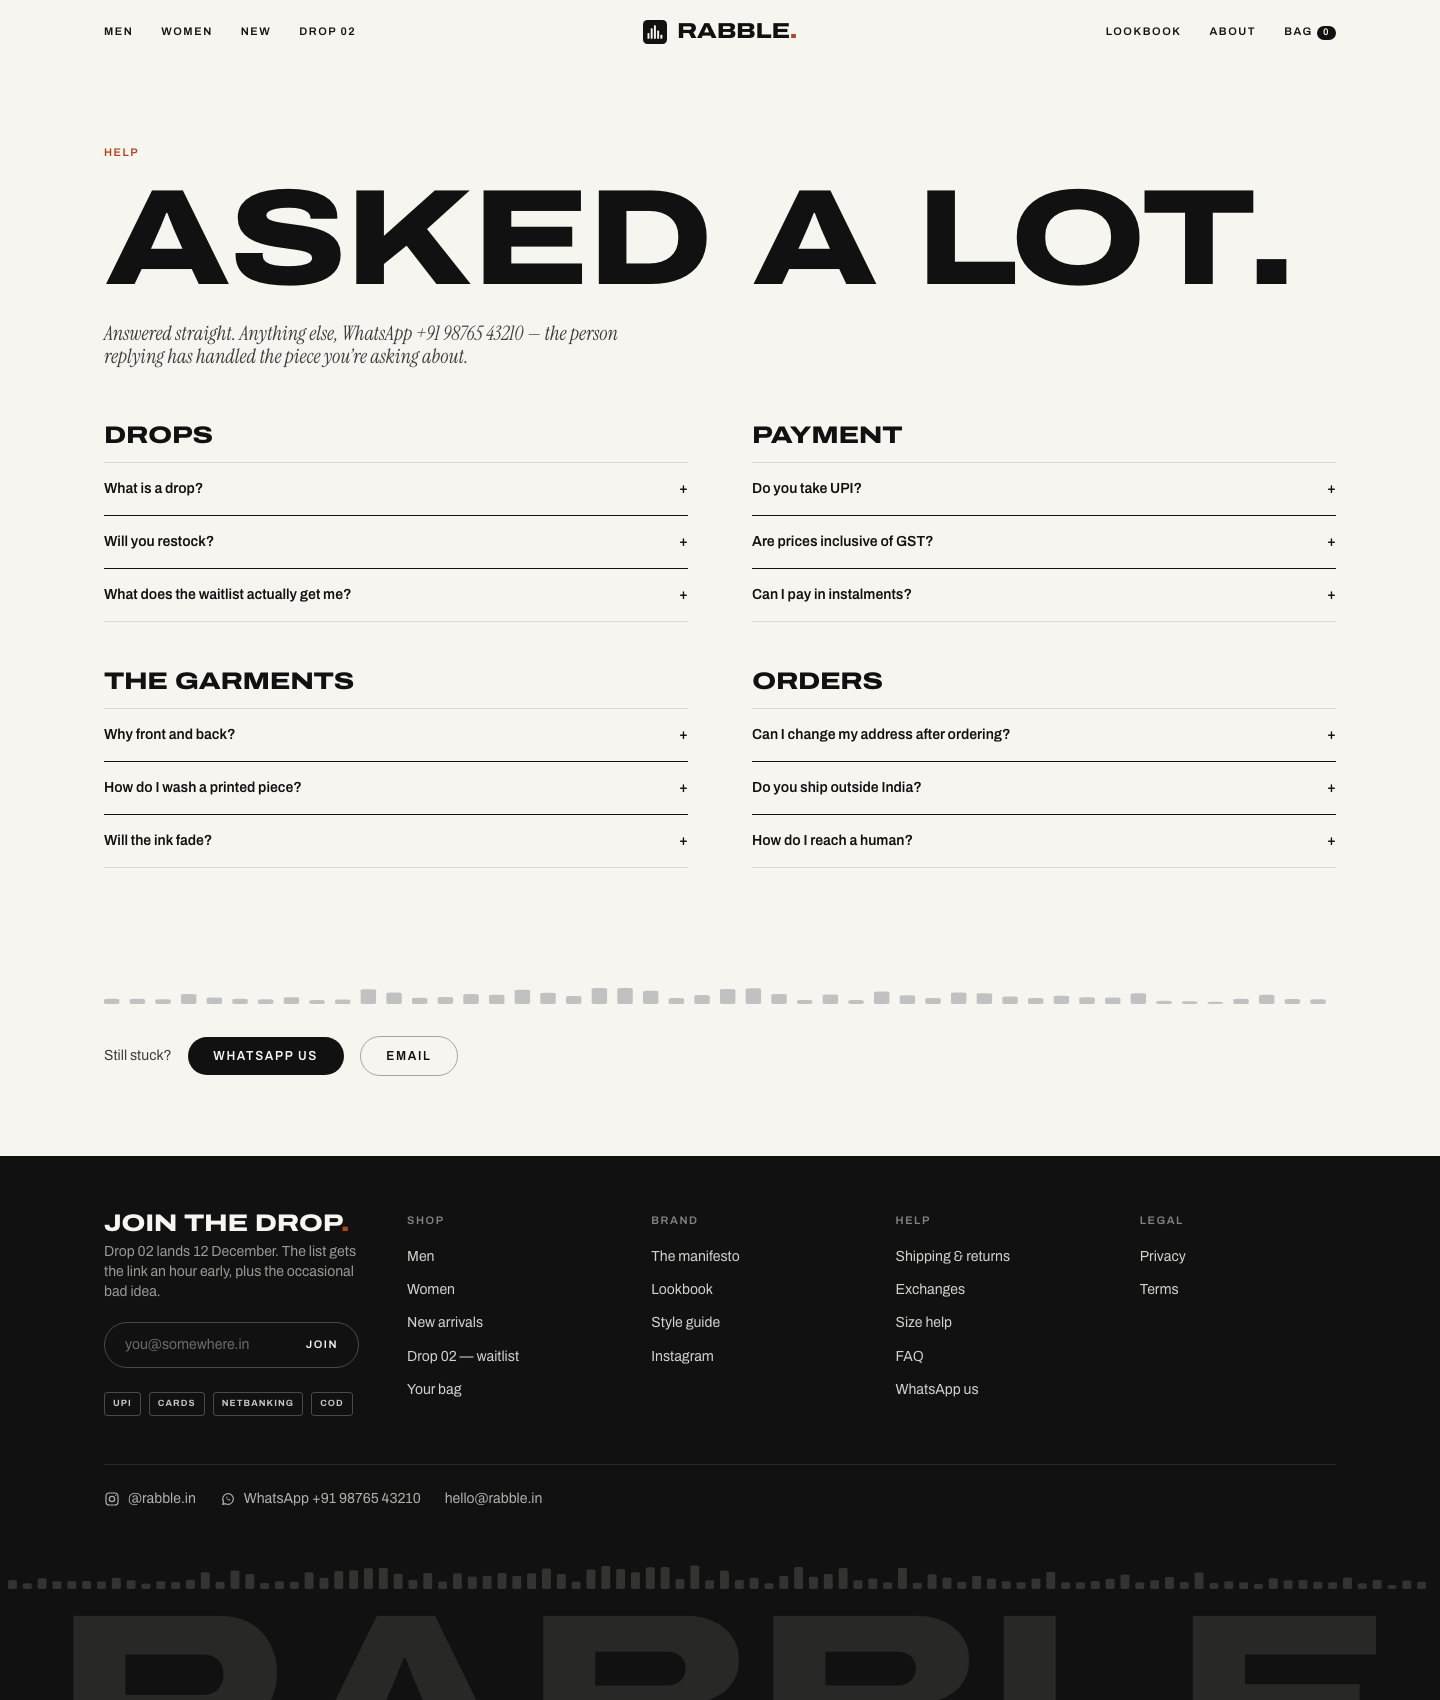 MEN WOMEN NEW DROP 02
RABBLE.
LOOKBOOK ABOUT BAG 0
HELP
ASKED A LOT.
Answered straight. Anything else, WhatsApp +91 98765 43210 — the person
replying has handled the piece you’re asking about.
DROPS
What is a drop? +
Will you restock? +
What does the waitlist actually get me? +
PAYMENT
Do you take UPI? +
Are prices inclusive of GST? +
Can I pay in instalments? +
THE GARMENTS
Why front and back? +
How do I wash a printed piece? +
Will the ink fade? +
ORDERS
Can I change my address after ordering? +
Do you ship outside India? +
How do I reach a human? +
Still stuck? WHATSAPP US EMAIL
JOIN THE DROP.
Drop 02 lands 12 December. The list gets
the link an hour early, plus the occasional
bad idea.
you@somewhere.in JOIN
UPI CARDS NETBANKING COD
SHOP
Men
Women
New arrivals
Drop 02 — waitlist
Your bag
BRAND
The manifesto
Lookbook
Style guide
Instagram
HELP
Shipping & returns
Exchanges
Size help
FAQ
WhatsApp us
LEGAL
Privacy
Terms
@rabble.in WhatsApp +91 98765 43210 hello@rabble.in
RABBLE